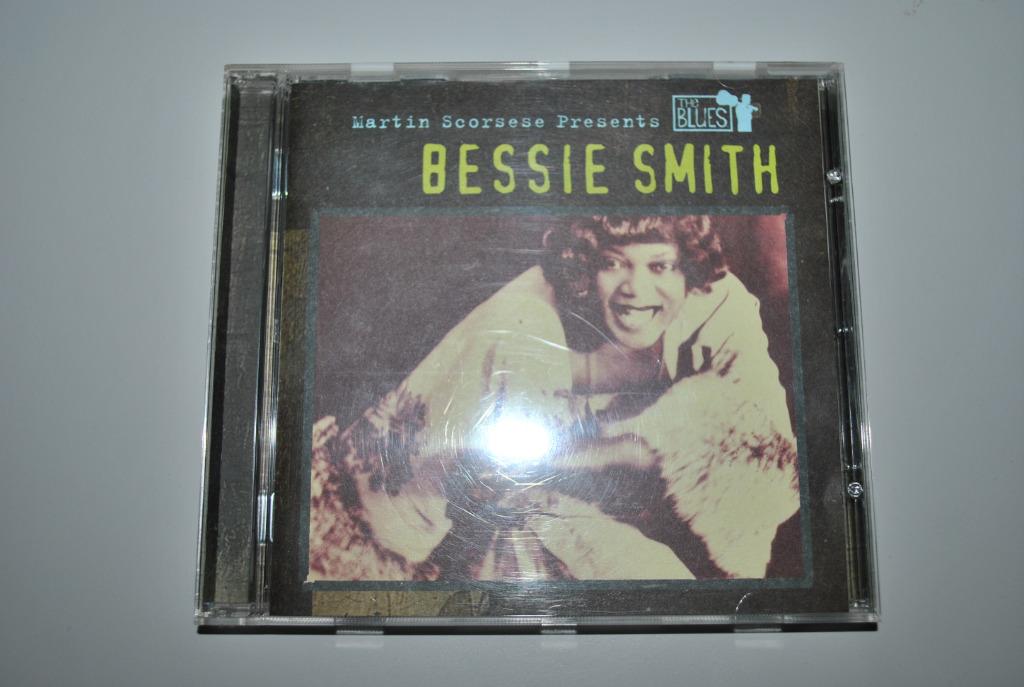 Martin Scorsese Presents THE BLUES
BESSIE SMITH